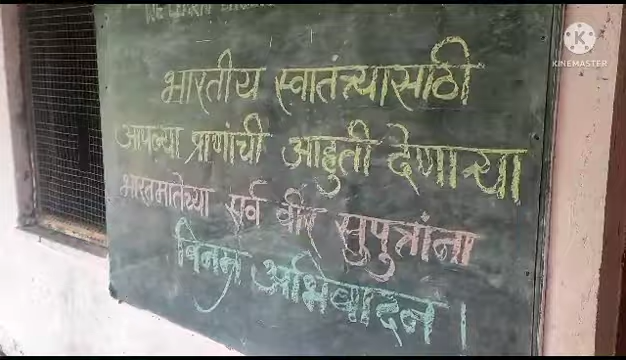 K
KINEMASTER
भारतीय स्वातंत्र्यासाठी
आपल्या प्राणांची आहुती देणाऱ्या
भारतमातेच्या सर्व वीर सुपुत्रांना
विनम्र अभिवादन।